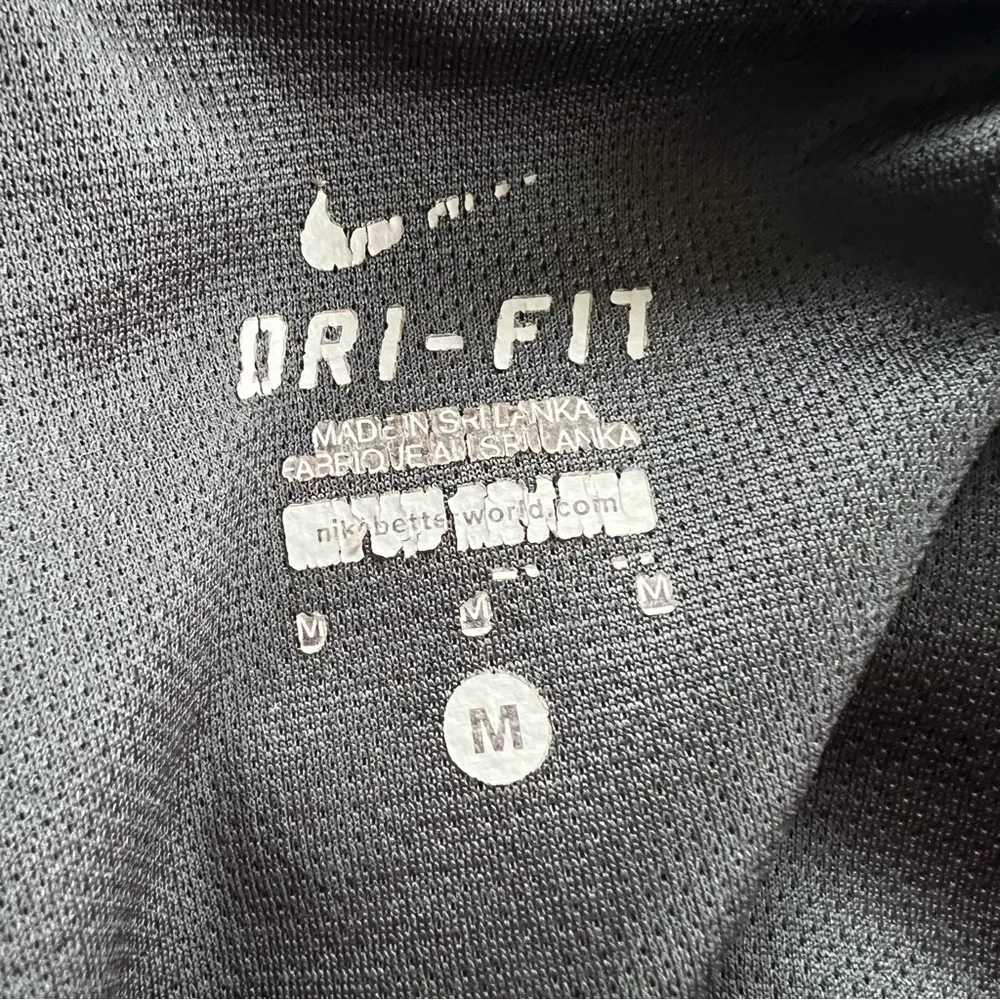 DRI-FIT
MADE IN SRI LANKA
FABRIQUE AU SRI LANKA
nikebetterworld.com
M M M
M